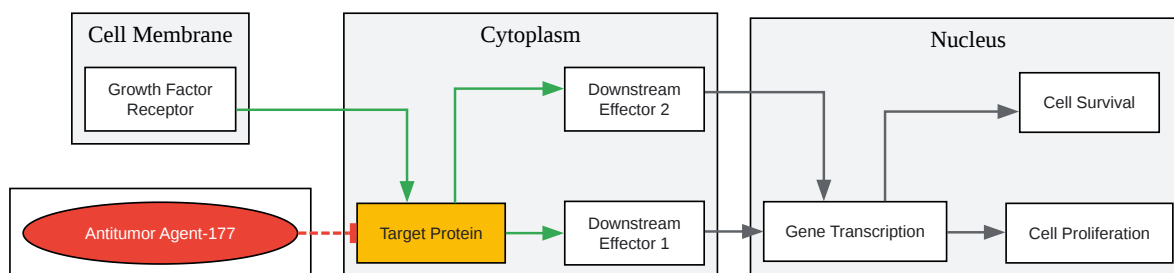 Cell Membrane
Growth Factor
Receptor
Cytoplasm
Downstream
Effector 2
Nucleus
Cell Survival
Antitumor Agent-177
Target Protein
Downstream
Effector 1
Gene Transcription
Cell Proliferation